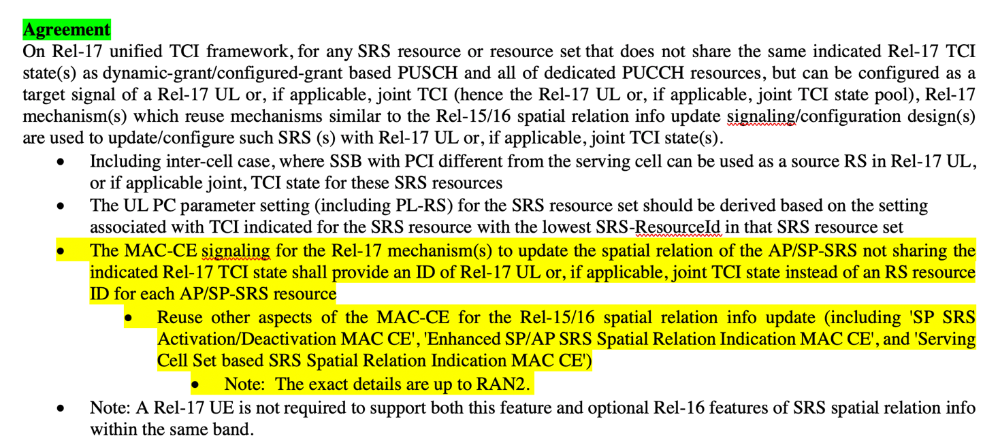 Agreement
On Rel-17 unified TCI framework, for any SRS resource or resource set that does not share the same indicated Rel-17 TCI
state(s) as dynamic-grant/configured-grant based PUSCH and all of dedicated PUCCH resources, but can be configured as a
target signal of a Rel-17 UL or, if applicable, joint TCI (hence the Rel-17 UL or, if applicable, joint TCI state pool), Rel-17
mechanism(s) which reuse mechanisms similar to the Rel-15/16 spatial relation info update signaling/configuration design(s)
are used to update/configure such SRS (s) with Rel-17 UL or, if applicable, joint TCI state(s).
• Including inter-cell case, where SSB with PCI different from the serving cell can be used as a source RS in Rel-17 UL,
or if applicable joint, TCI state for these SRS resources
• The UL PC parameter setting (including PL-RS) for the SRS resource set should be derived based on the setting
associated with TCI indicated for the SRS resource with the lowest SRS-ResourceId in that SRS resource set
• The MAC-CE signaling for the Rel-17 mechanism(s) to update the spatial relation of the AP/SP-SRS not sharing the
indicated Rel-17 TCI state shall provide an ID of Rel-17 UL or, if applicable, joint TCI state instead of an RS resource
ID for each AP/SP-SRS resource
• Reuse other aspects of the MAC-CE for the Rel-15/16 spatial relation info update (including 'SP SRS
Activation/Deactivation MAC CE', 'Enhanced SP/AP SRS Spatial Relation Indication MAC CE', and 'Serving
Cell Set based SRS Spatial Relation Indication MAC CE')
• Note: The exact details are up to RAN2.
• Note: A Rel-17 UE is not required to support both this feature and optional Rel-16 features of SRS spatial relation info
within the same band.